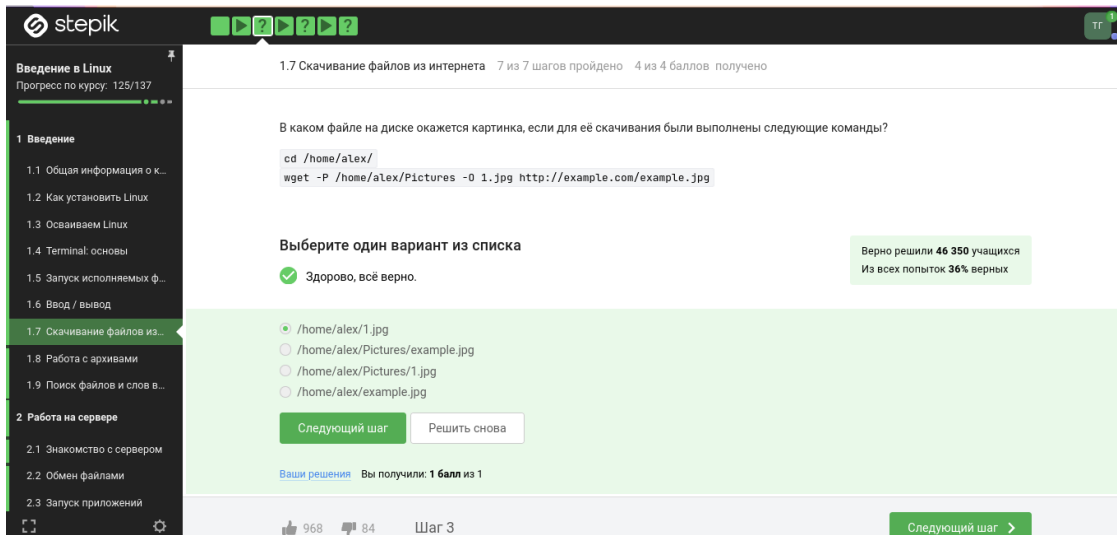 stepik
?
?
?
ТГ
1
Введение в Linux
Прогресс по курсу: 125/137
1 Введение
1.1 Общая информация о к...
1.2 Как установить Linux
1.3 Осваиваем Linux
1.4 Terminal: основы
1.5 Запуск исполняемых ф...
1.6 Ввод / вывод
1.7 Скачивание файлов из...
1.8 Работа с архивами
1.9 Поиск файлов и слов в...
2 Работа на сервере
2.1 Знакомство с сервером
2.2 Обмен файлами
2.3 Запуск приложений
1.7 Скачивание файлов из интернета 7 из 7 шагов пройдено 4 из 4 баллов получено
В каком файле на диске окажется картинка, если для её скачивания были выполнены следующие команды?
cd /home/alex/
wget -P /home/alex/Pictures -O 1.jpg http://example.com/example.jpg
Выберите один вариант из списка
Здорово, всё верно.
Верно решили 46 350 учащихся
Из всех попыток 36% верных
/home/alex/1.jpg
/home/alex/Pictures/example.jpg
/home/alex/Pictures/1.jpg
/home/alex/example.jpg
Следующий шаг
Решить снова
Ваши решения Вы получили: 1 балл из 1
968 84 Шаг 3
Следующий шаг